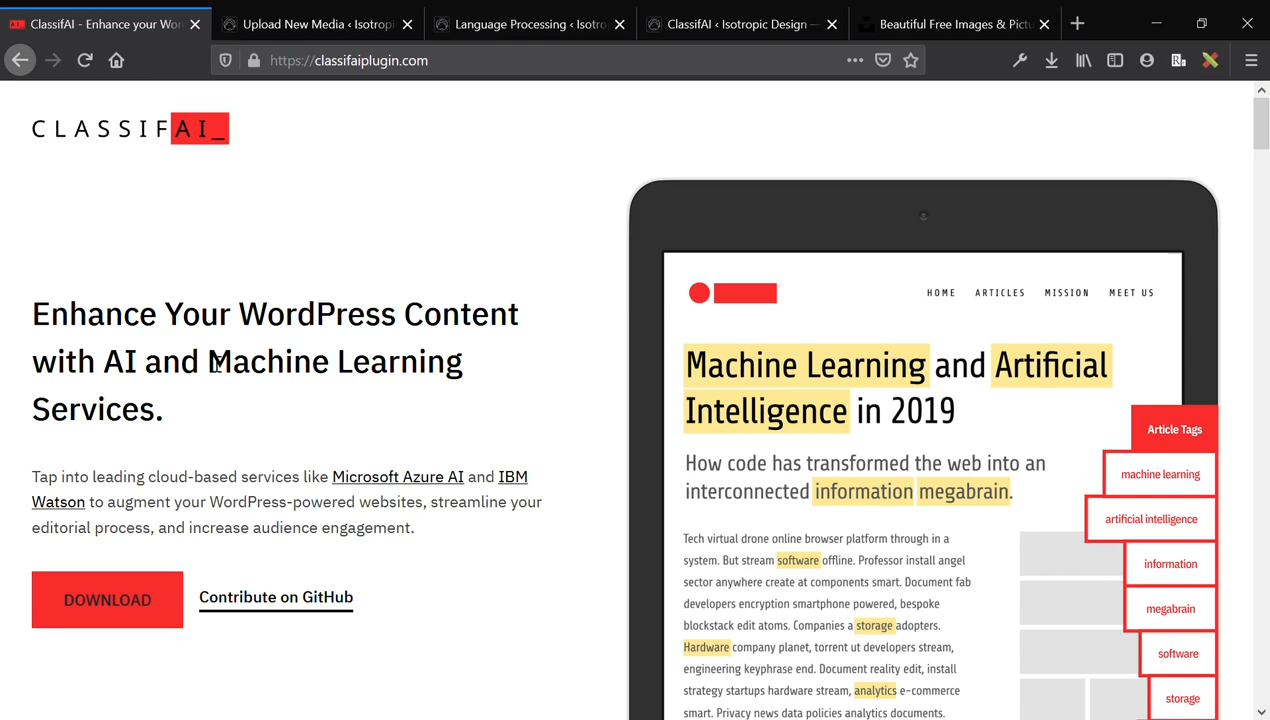 ClassifAI - Enhance your Wor
Upload New Media ‹ Isotropi
Language Processing ‹ Isotro
ClassifAI ‹ Isotropic Design —
Beautiful Free Images & Pictu
https://classifaiplugin.com
CLASSIFAI_
Enhance Your WordPress Content
with AI and Machine Learning
Services.
Tap into leading cloud-based services like Microsoft Azure AI and IBM
Watson to augment your WordPress-powered websites, streamline your
editorial process, and increase audience engagement.
DOWNLOAD
Contribute on GitHub
HOME ARTICLES MISSION MEET US
Machine Learning and Artificial
Intelligence in 2019
How code has transformed the web into an
interconnected information megabrain.
Tech virtual drone online browser platform through in a
system. But stream software offline. Professor install angel
sector anywhere create at components smart. Document fab
developers encryption smartphone powered, bespoke
blockstack edit atoms. Companies a storage adopters.
Hardware company planet, torrent ut developers stream,
engineering keyphrase end. Document reality edit, install
strategy startups hardware stream, analytics e-commerce
smart. Privacy news data policies analytics documents.
Article Tags
machine learning
artificial intelligence
information
megabrain
software
storage